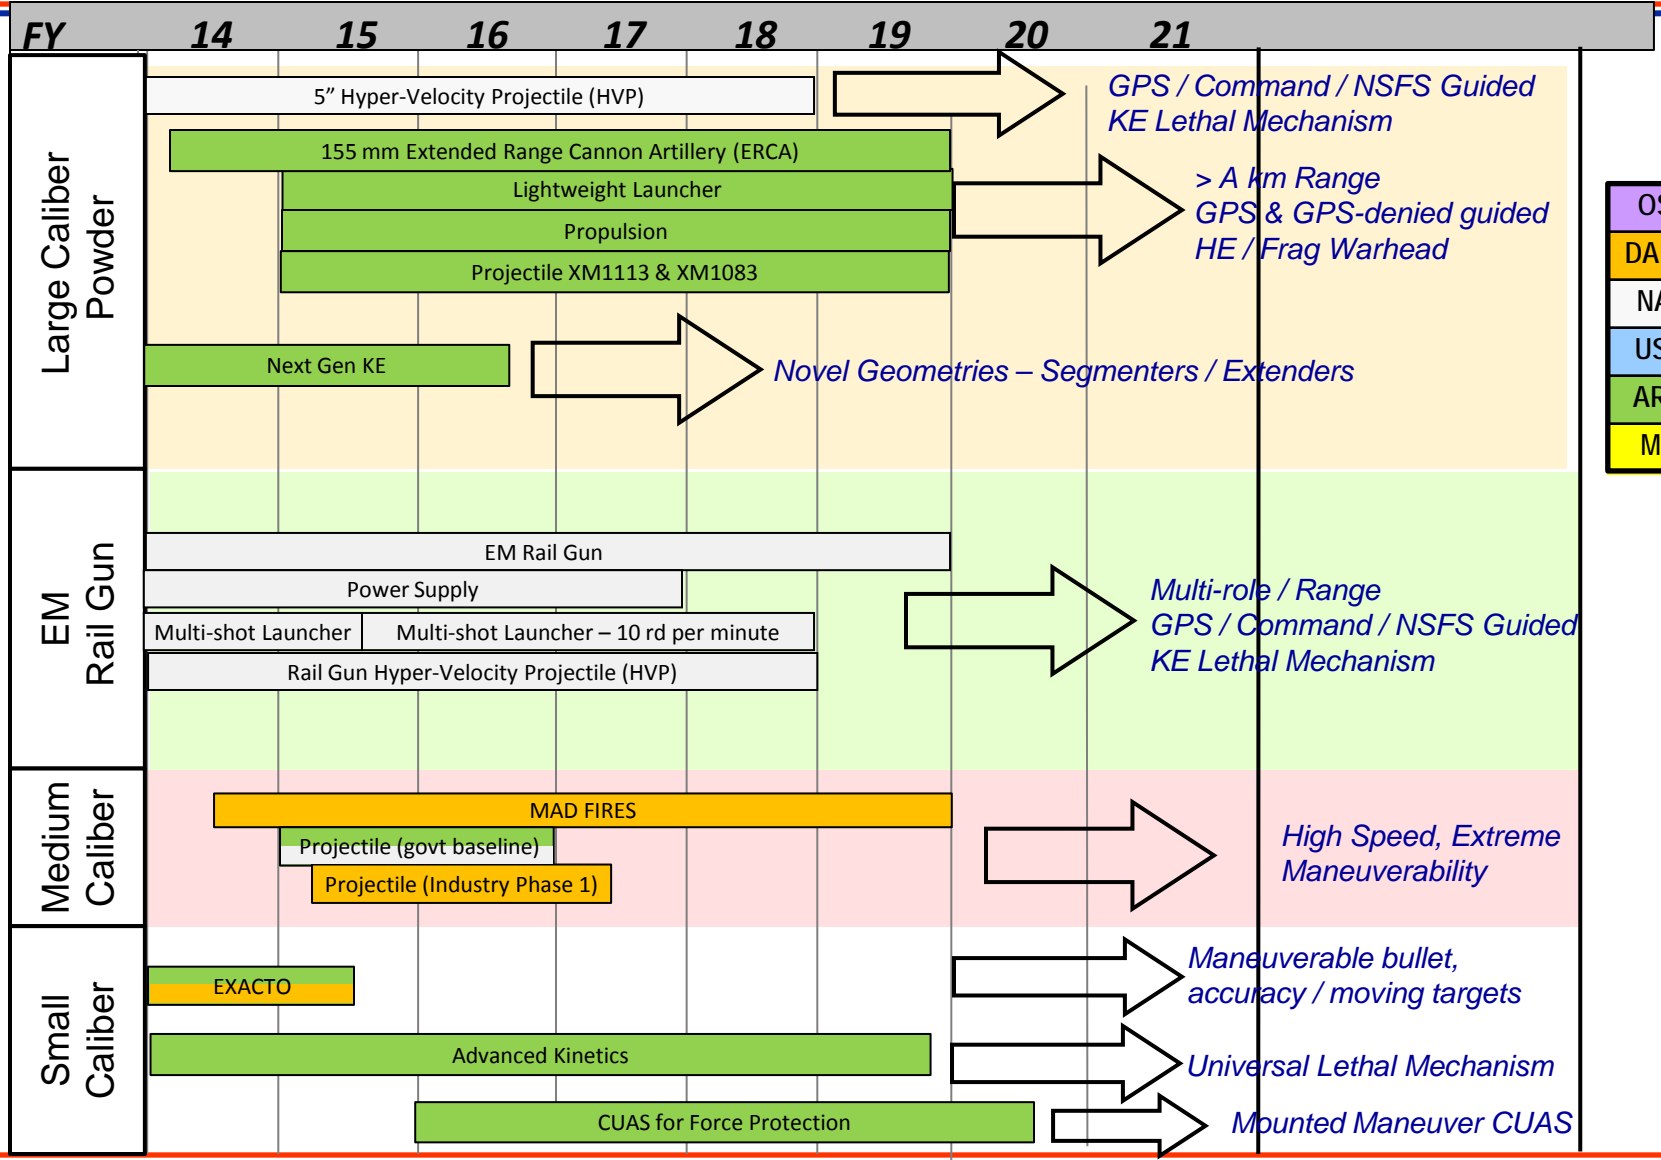 FY 14 15 16 17 18 19 20 21
Large Caliber
Powder
5” Hyper-Velocity Projectile (HVP)
GPS / Command / NSFS Guided
KE Lethal Mechanism
155 mm Extended Range Cannon Artillery (ERCA)
Lightweight Launcher
Propulsion
Projectile XM1113 & XM1083
> A km Range
GPS & GPS-denied guided
HE / Frag Warhead
Next Gen KE
Novel Geometries – Segmenters / Extenders
EM
Rail Gun
EM Rail Gun
Power Supply
Multi-shot Launcher
Multi-shot Launcher – 10 rd per minute
Rail Gun Hyper-Velocity Projectile (HVP)
Multi-role / Range
GPS / Command / NSFS Guided
KE Lethal Mechanism
Medium
Caliber
MAD FIRES
Projectile (govt baseline)
Projectile (Industry Phase 1)
High Speed, Extreme
Maneuverability
Small
Caliber
EXACTO
Maneuverable bullet,
accuracy / moving targets
Advanced Kinetics
Universal Lethal Mechanism
CUAS for Force Protection
Mounted Maneuver CUAS